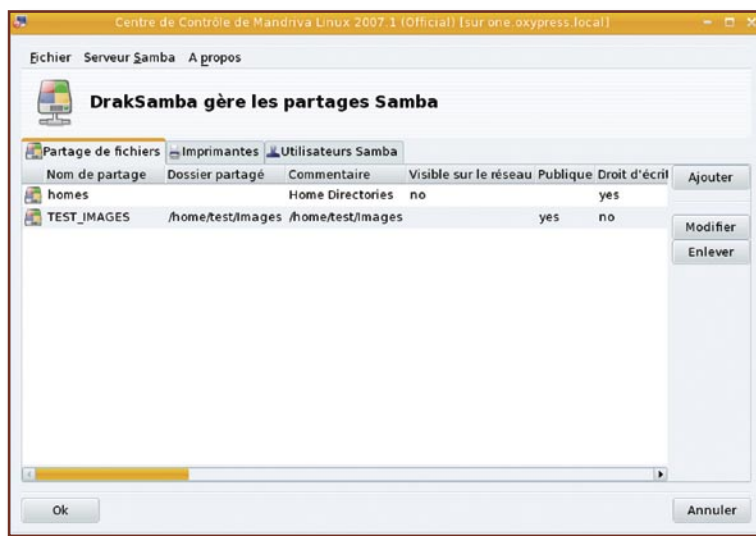 Centre de Contrôle de Mandriva Linux 2007.1 (Official) [sur one.oxypress.local]
Fichier Serveur Samba A propos
DrakSamba gère les partages Samba
Partage de fichiers Imprimantes Utilisateurs Samba
Nom de partage Dossier partagé Commentaire Visible sur le réseau Publique Droit d'écrit
Ajouter
homes Home Directories no yes
TEST_IMAGES /home/test/Images /home/test/Images yes no
Modifier
Enlever
Ok Annuler